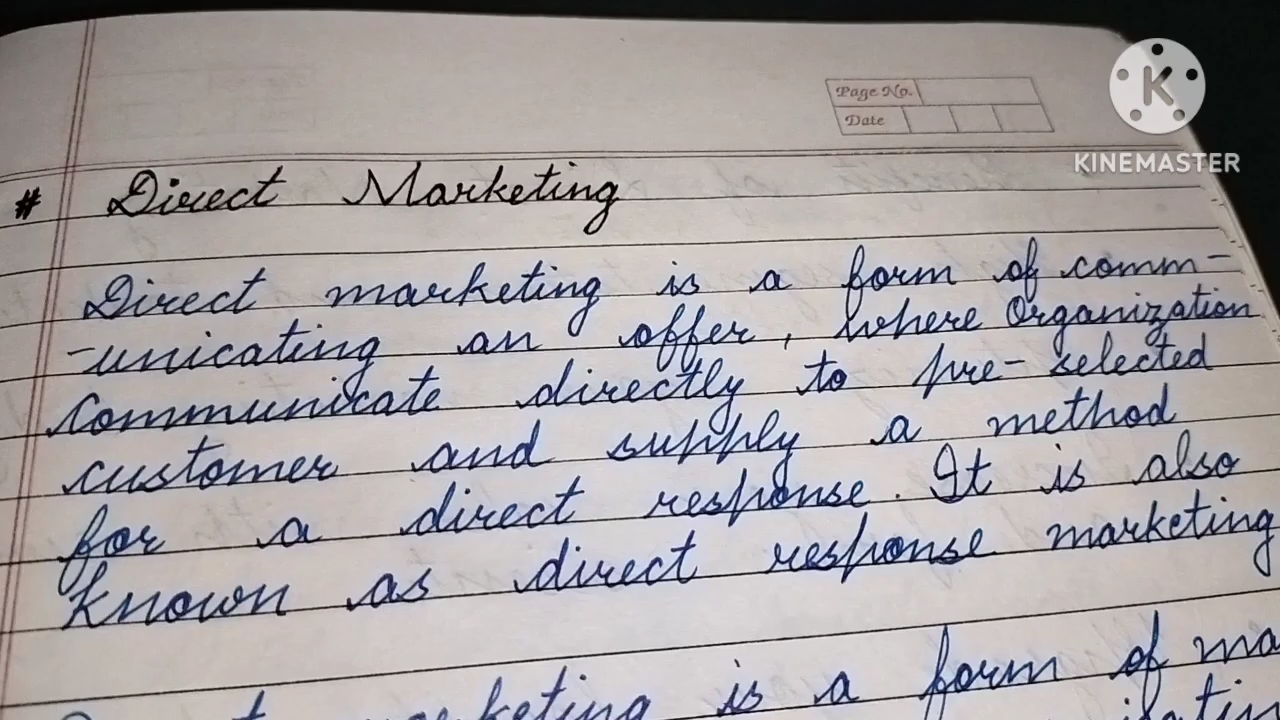 Page No.
Date
KINEMASTER
# Direct Marketing
Direct marketing is a form of comm-
-unicating an offer, where Organization
communicate directly to pre-selected
customer and supply a method
for a direct response. It is also
known as direct response marketing
marketing is a form of